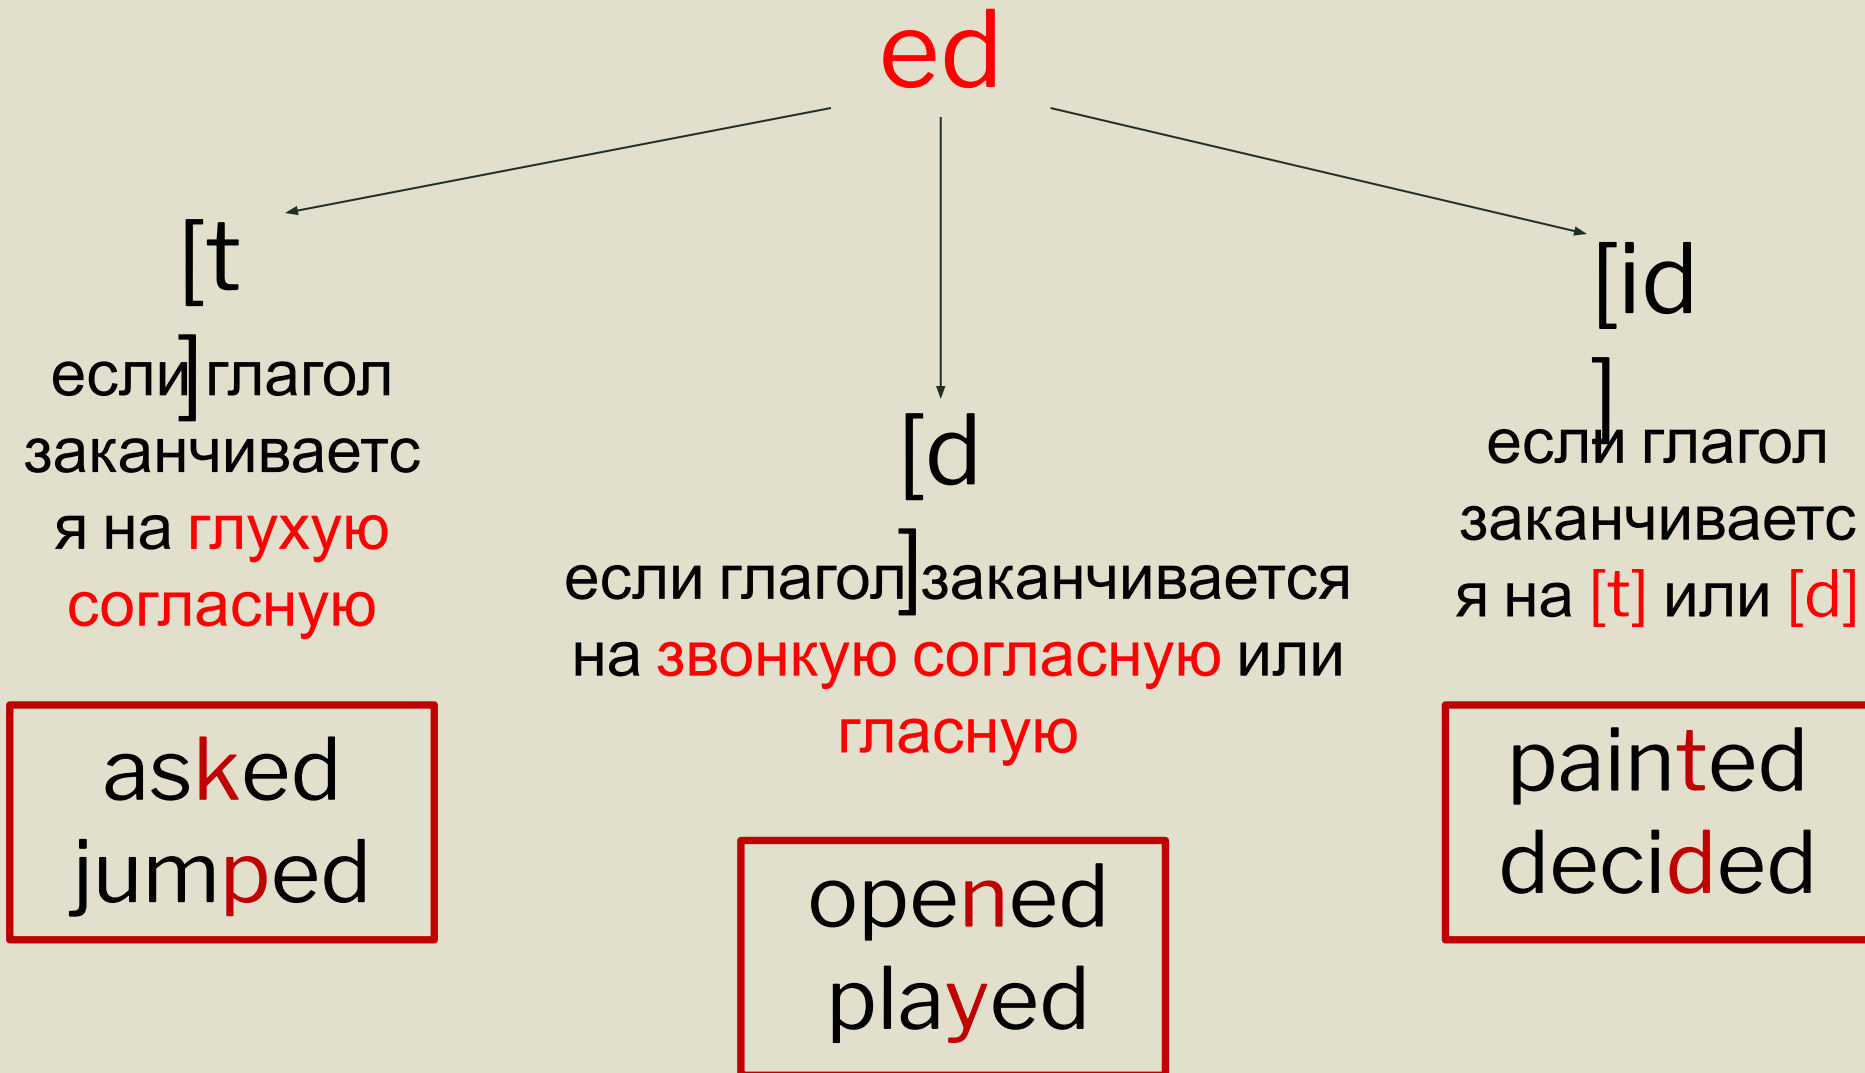 ed
[t
]
если глагол
заканчиваетс
я на глухую
согласную
asked
jumped
[d
]
если глагол заканчивается
на звонкую согласную или
гласную
opened
played
[id
]
если глагол
заканчиваетс
я на [t] или [d]
painted
decided